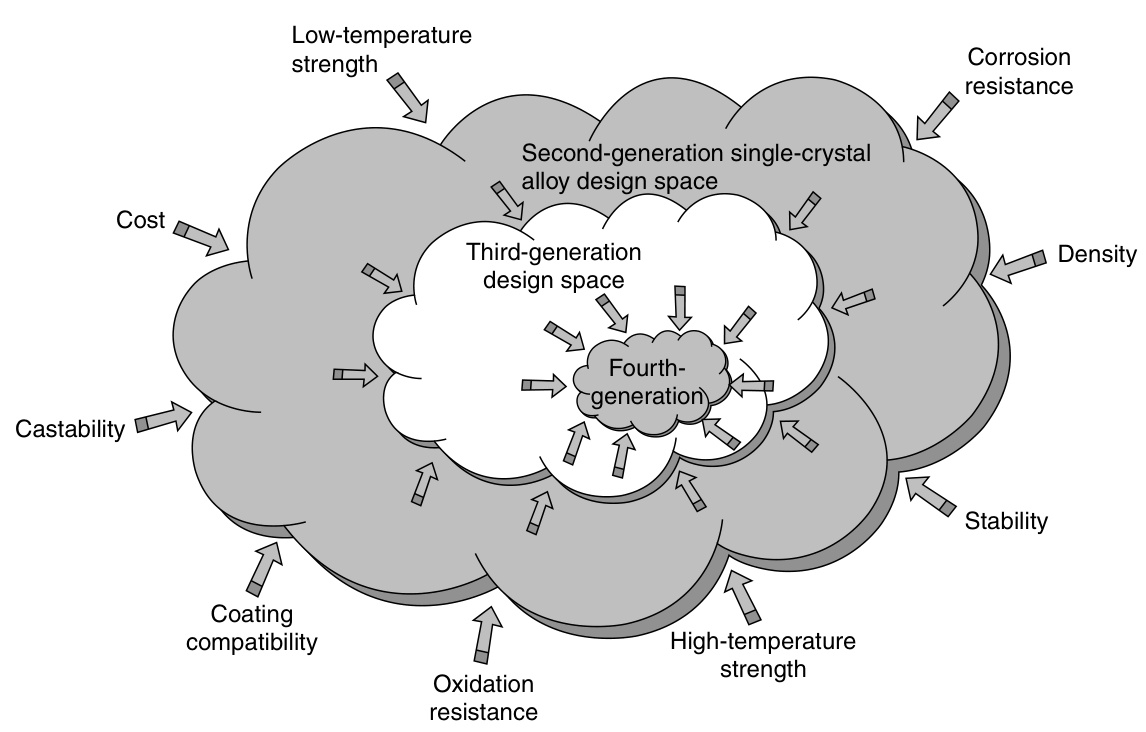 Low-temperature
strength
Corrosion
resistance
Second-generation single-crystal
alloy design space
Cost
Third-generation
design space
Density
Fourth-
generation
Castability
Stability
Coating
compatibility
High-temperature
strength
Oxidation
resistance